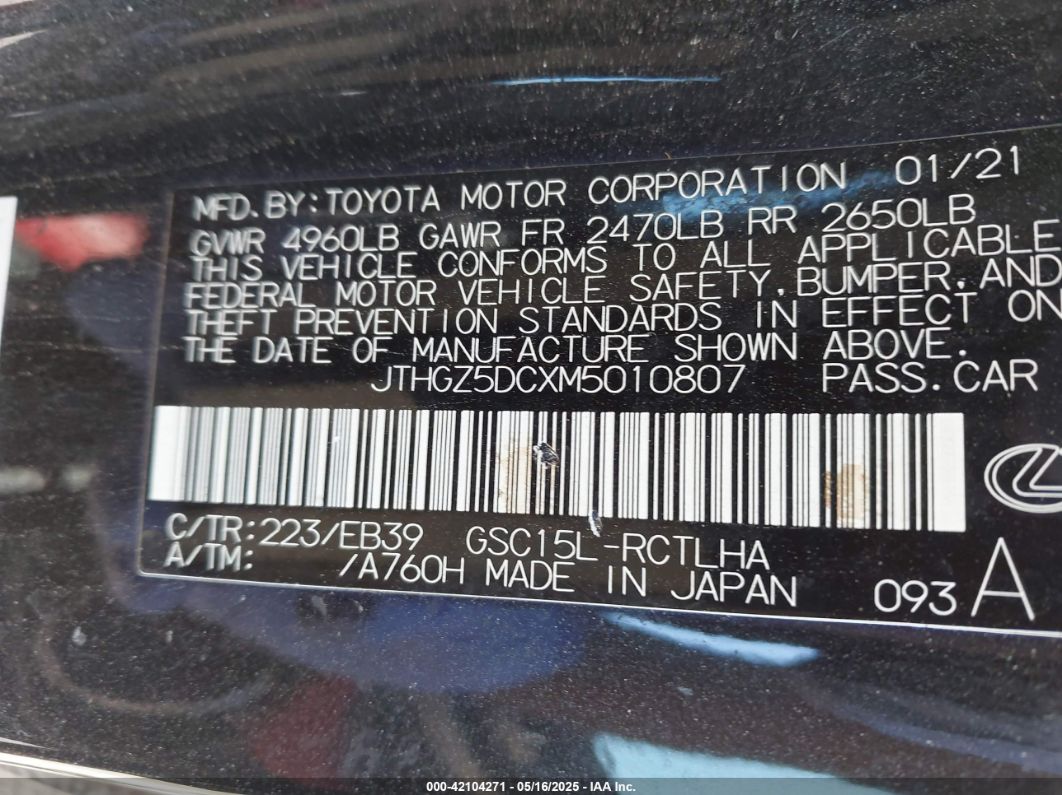 MFD. BY: TOYOTA MOTOR CORPORATION 01/21
GVWR 4960LB GAWR FR 2470LB RR 2650LB
THIS VEHICLE CONFORMS TO ALL APPLICABLE
FEDERAL MOTOR VEHICLE SAFETY, BUMPER, AND
THEFT PREVENTION STANDARDS IN EFFECT ON
THE DATE OF MANUFACTURE SHOWN ABOVE.
JTHGZ5DCXM5010807 PASS. CAR
C/TR: 223/EB39 GSC15L-RCTLHA
A/TM: /A760H MADE IN JAPAN 093 A
000-42104271 - 05/16/2025 - IAA Inc.